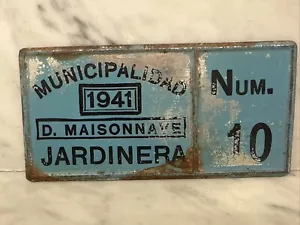 MUNICIPALIDAD
1941
D. MAISONNAVE
JARDINERA
NUM.
10